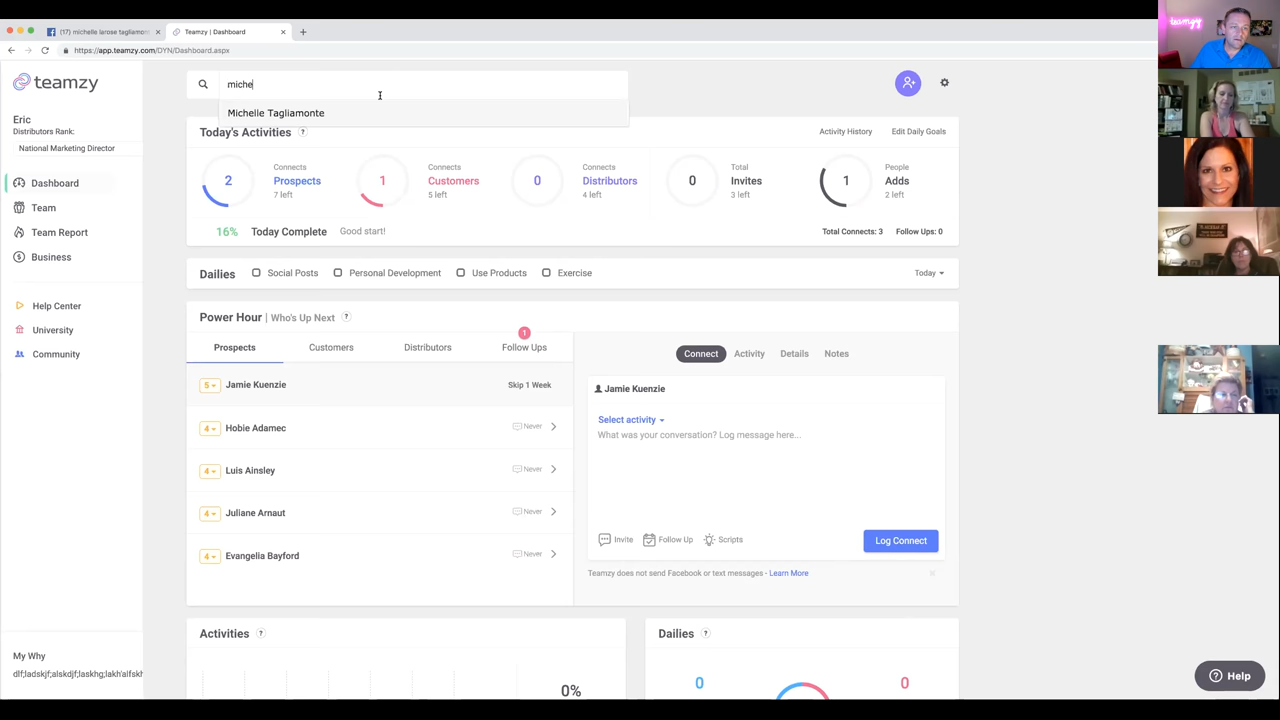 (17) michelle larose tagliamon
Teamzy | Dashboard
https://app.teamzy.com/DYN/Dashboard.aspx
teamzy
miche
Michelle Tagliamonte
Eric
Distributors Rank:
National Marketing Director
Dashboard
Team
Team Report
Business
Help Center
University
Community
My Why
dlf;ladskjf;alskdjf;laskhg;lakh'alfskh
Today's Activities ?
Activity History
Edit Daily Goals
2
Connects
Prospects
7 left
1
Connects
Customers
5 left
0
Connects
Distributors
4 left
0
Total
Invites
3 left
1
People
Adds
2 left
16% Today Complete Good start!
Total Connects: 3 Follow Ups: 0
Dailies
Social Posts
Personal Development
Use Products
Exercise
Today
Power Hour | Who's Up Next ?
Prospects
Customers
Distributors
1
Follow Ups
5 Jamie Kuenzie Skip 1 Week
4 Hobie Adamec Never
4 Luis Ainsley Never
4 Juliane Arnaut Never
4 Evangelia Bayford Never
Connect
Activity
Details
Notes
Jamie Kuenzie
Select activity
What was your conversation? Log message here...
Invite
Follow Up
Scripts
Log Connect
Teamzy does not send Facebook or text messages - Learn More
Activities ?
0%
Dailies ?
0
0
? Help
teamzy